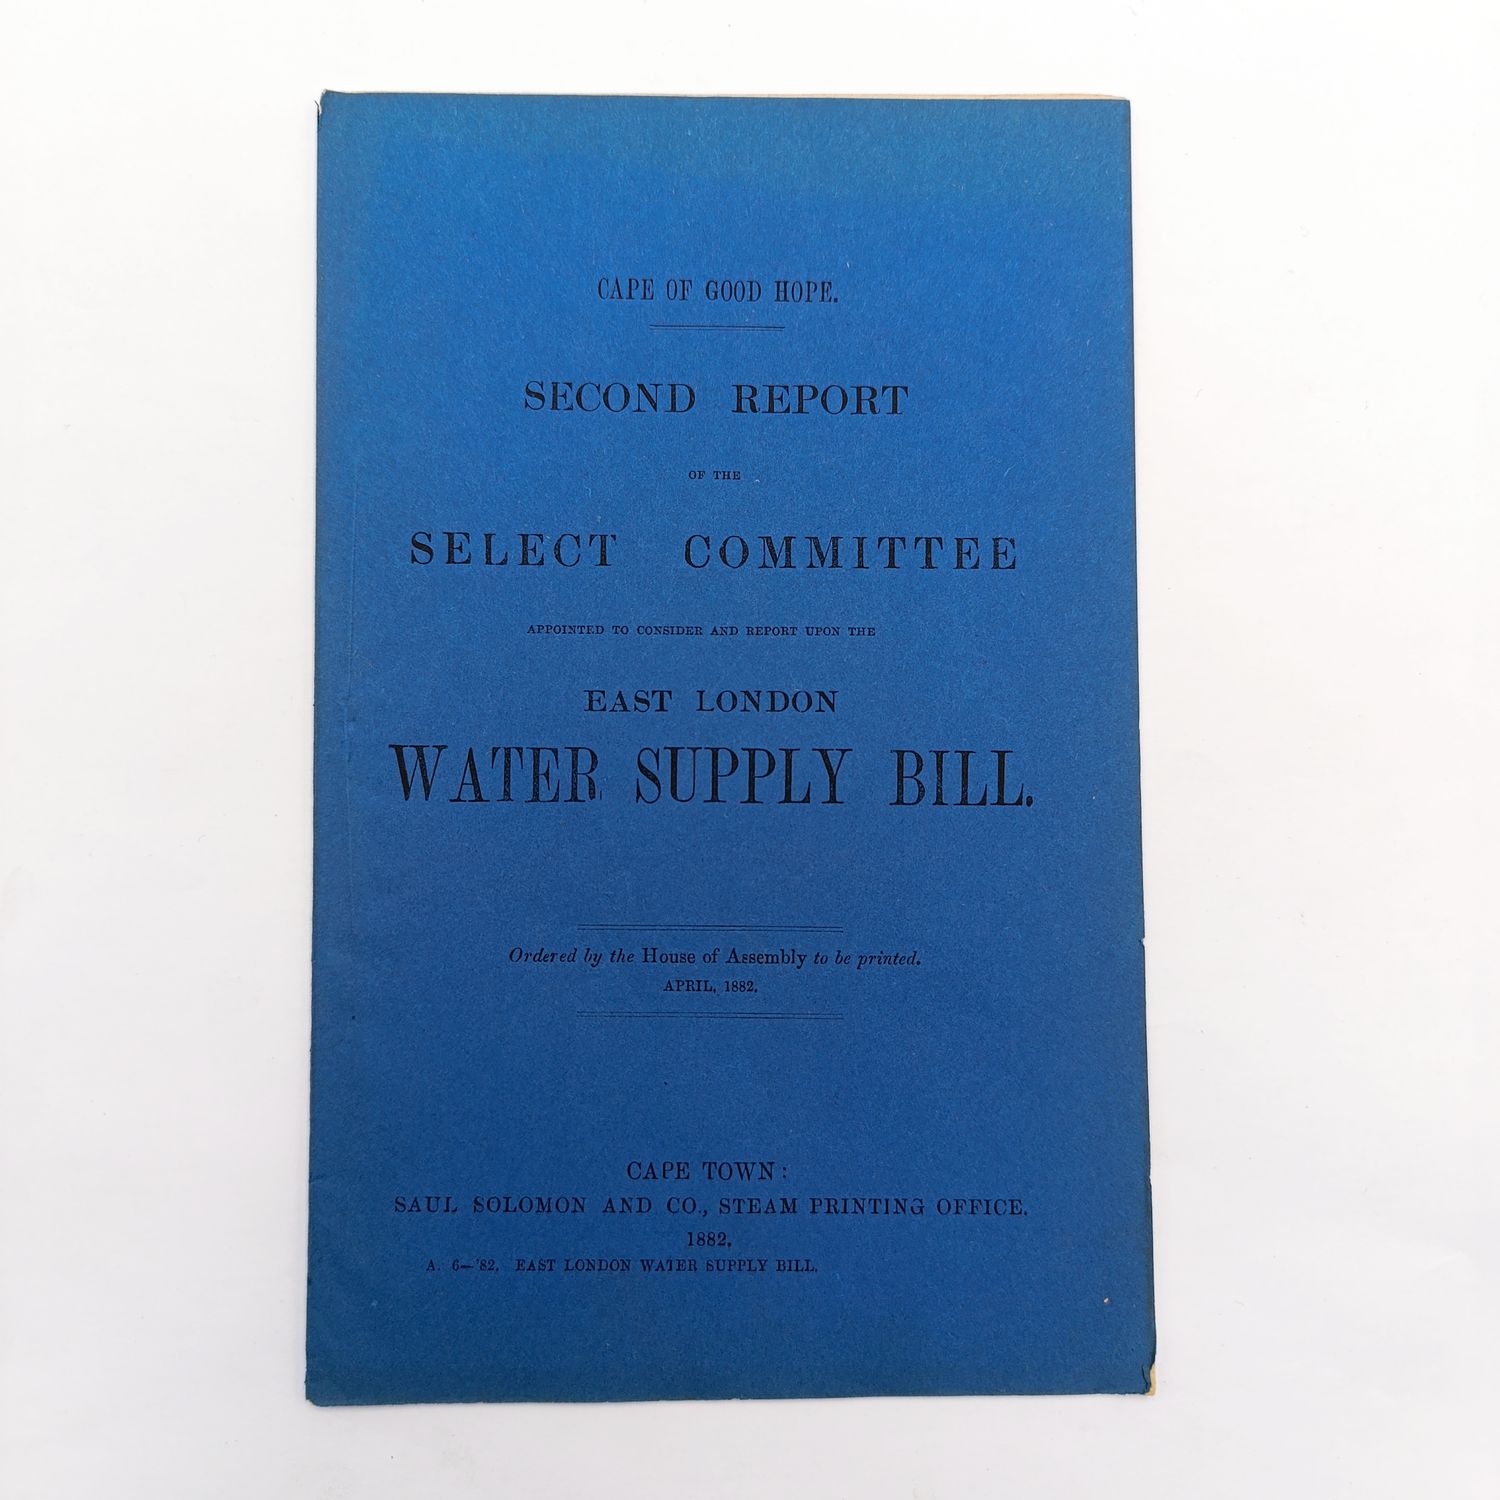 CAPE OF GOOD HOPE.
SECOND REPORT
OF THE
SELECT COMMITTEE
APPOINTED TO CONSIDER AND REPORT UPON THE
EAST LONDON
WATER SUPPLY BILL.
Ordered by the House of Assembly to be printed.
APRIL, 1882.
CAPE TOWN:
SAUL SOLOMON AND CO., STEAM PRINTING OFFICE.
1882.
A. 6—'82. EAST LONDON WATER SUPPLY BILL.